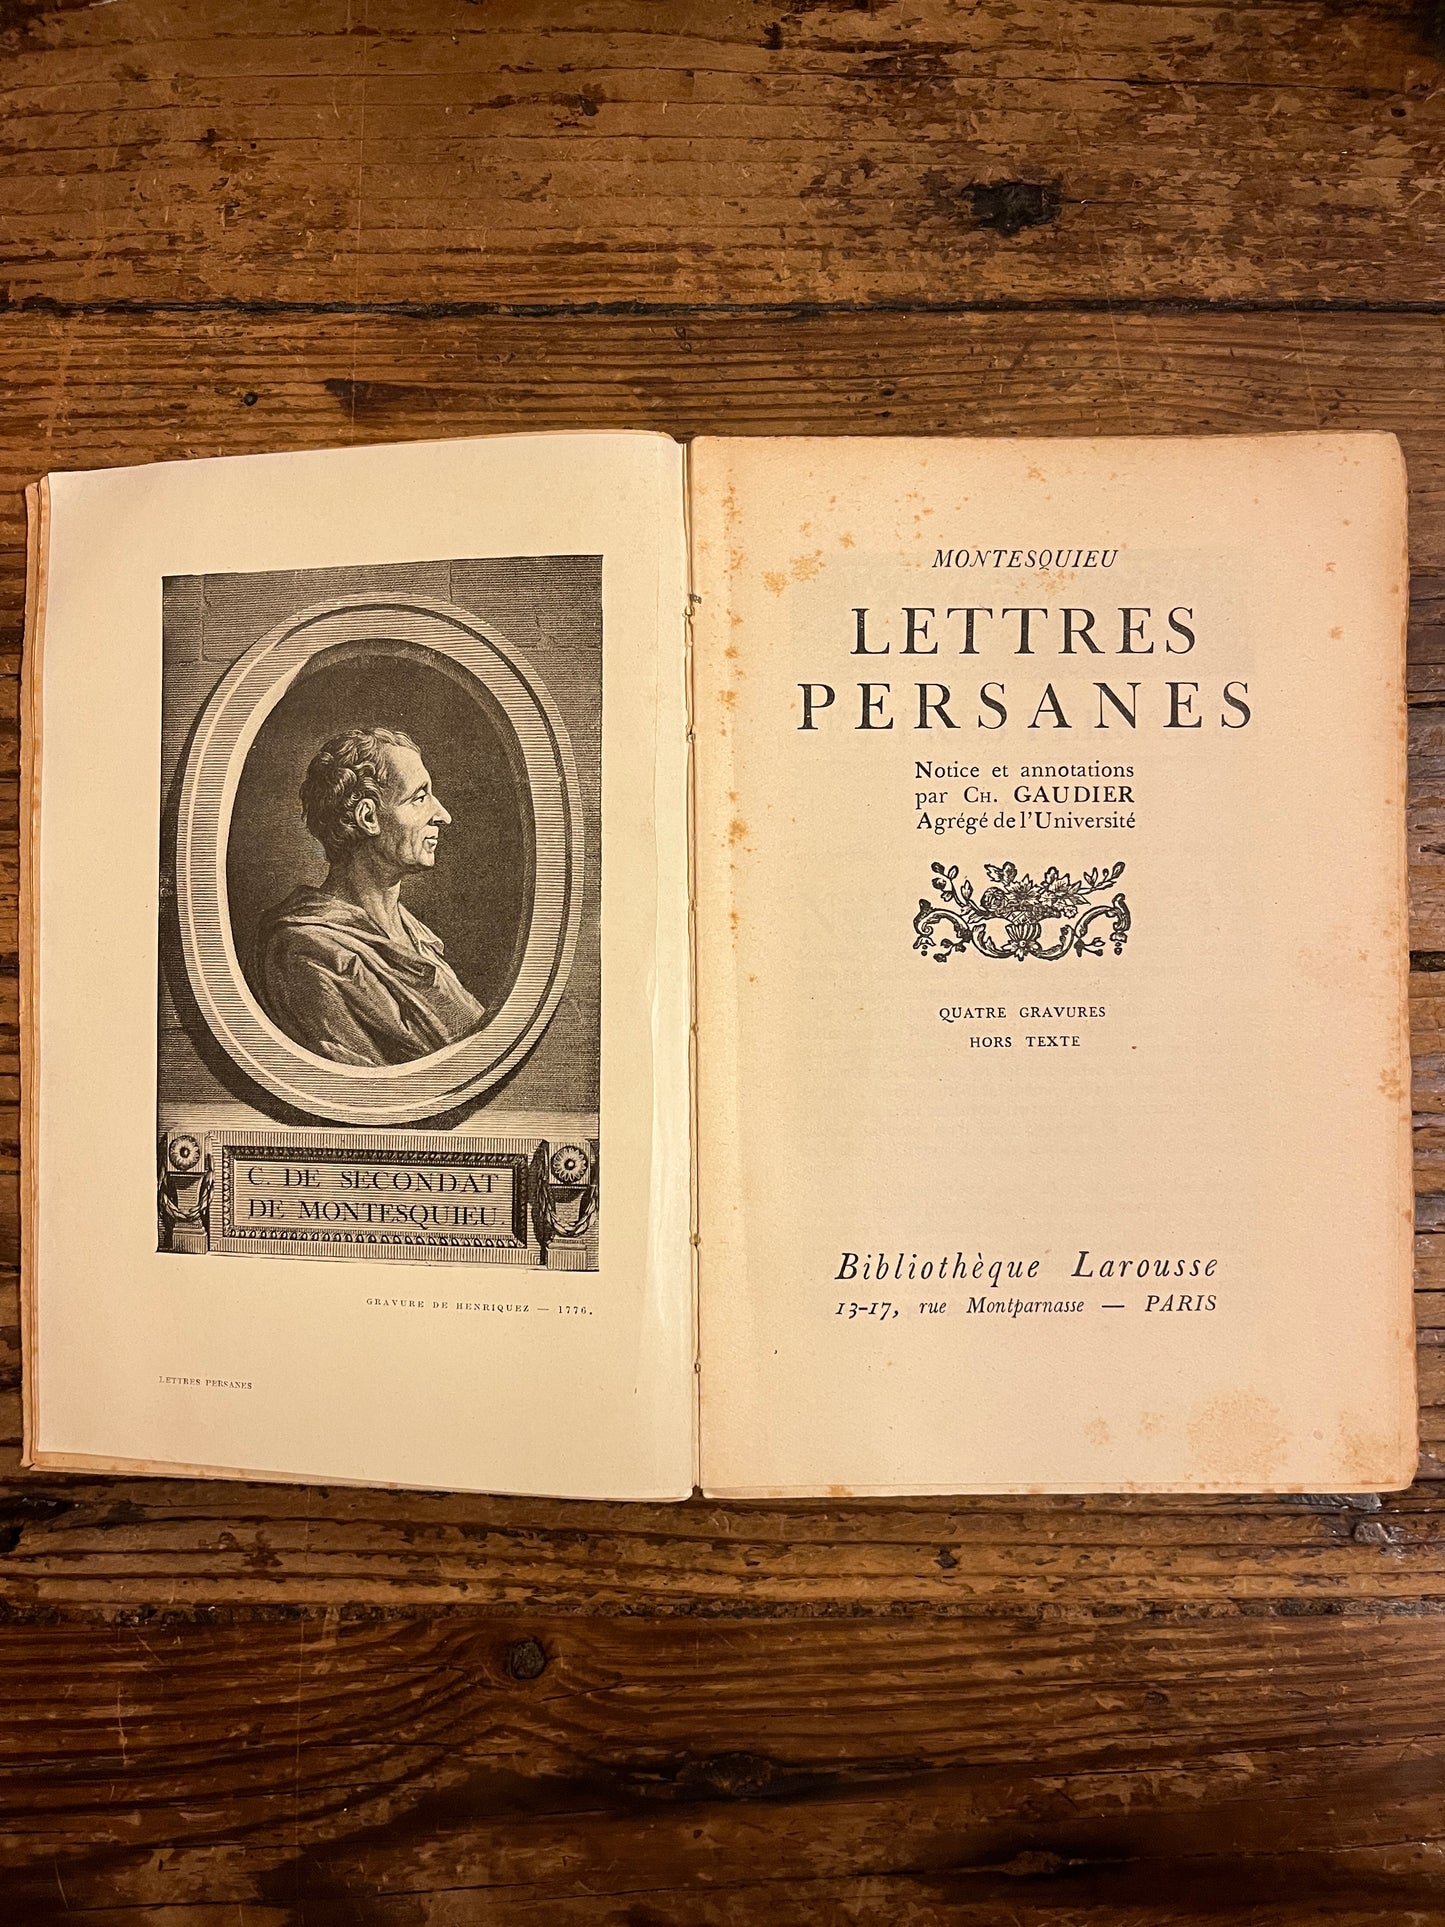 C. DE SECONDAT
DE MONTESQUIEU.
GRAVURE DE HENRIQUEZ — 1776.
LETTRES PERSANES
MONTESQUIEU
LETTRES
PERSANES
Notice et annotations
par CH. GAUDIER
Agrégé de l'Université
QUATRE GRAVURES
HORS TEXTE
Bibliothèque Larousse
13-17, rue Montparnasse — PARIS